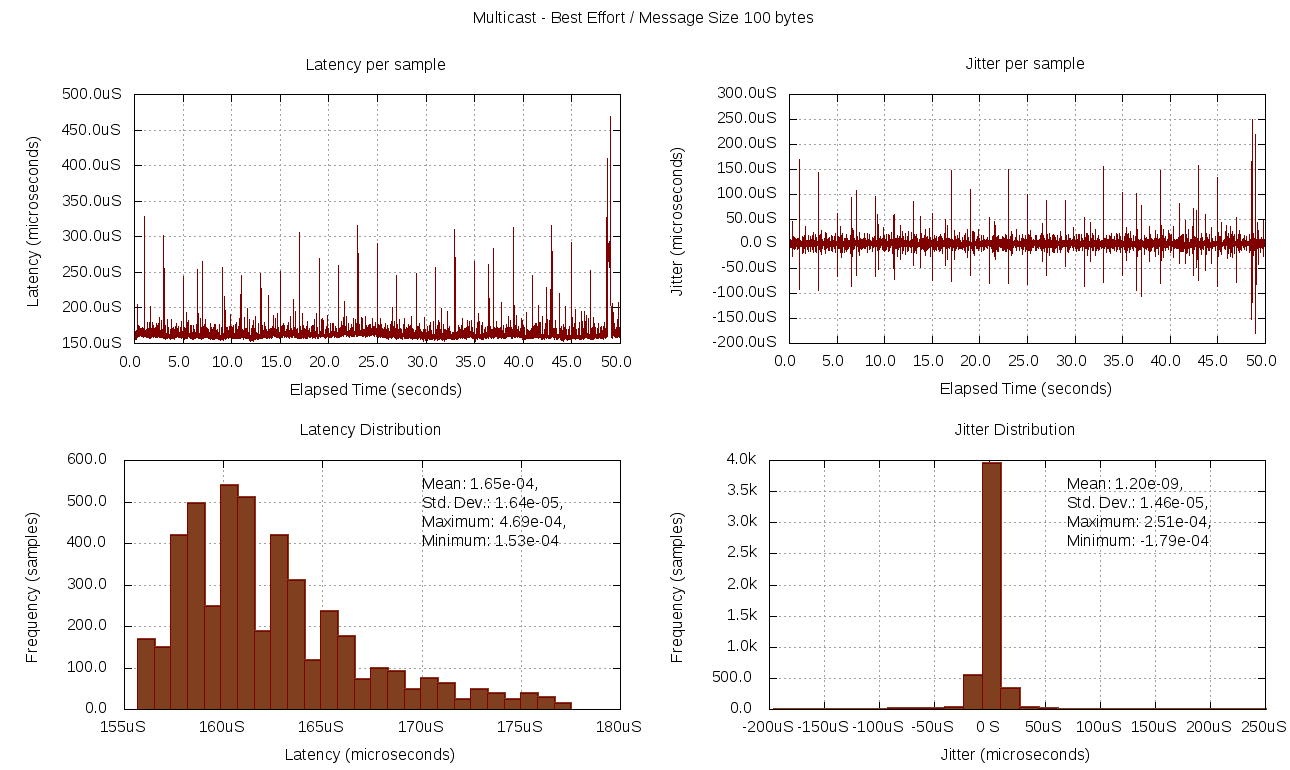 Multicast - Best Effort / Message Size 100 bytes
Latency per sample
500.0uS
450.0uS
400.0uS
350.0uS
300.0uS
250.0uS
200.0uS
150.0uS
Latency (microseconds)
0.0 5.0 10.0 15.0 20.0 25.0 30.0 35.0 40.0 45.0 50.0
Elapsed Time (seconds)
Jitter per sample
300.0uS
250.0uS
200.0uS
150.0uS
100.0uS
50.0uS
0.0 S
-50.0uS
-100.0uS
-150.0uS
-200.0uS
Jitter (microseconds)
0.0 5.0 10.0 15.0 20.0 25.0 30.0 35.0 40.0 45.0 50.0
Elapsed Time (seconds)
Latency Distribution
600.0
500.0
400.0
300.0
200.0
100.0
0.0
Frequency (samples)
Mean: 1.65e-04,
Std. Dev.: 1.64e-05,
Maximum: 4.69e-04,
Minimum: 1.53e-04
155uS 160uS 165uS 170uS 175uS 180uS
Latency (microseconds)
Jitter Distribution
4.0k
3.5k
3.0k
2.5k
2.0k
1.5k
1.0k
500.0
0.0
Frequency (samples)
Mean: 1.20e-09,
Std. Dev.: 1.46e-05,
Maximum: 2.51e-04,
Minimum: -1.79e-04
-200uS -150uS -100uS -50uS 0 S 50uS 100uS 150uS 200uS 250uS
Jitter (microseconds)